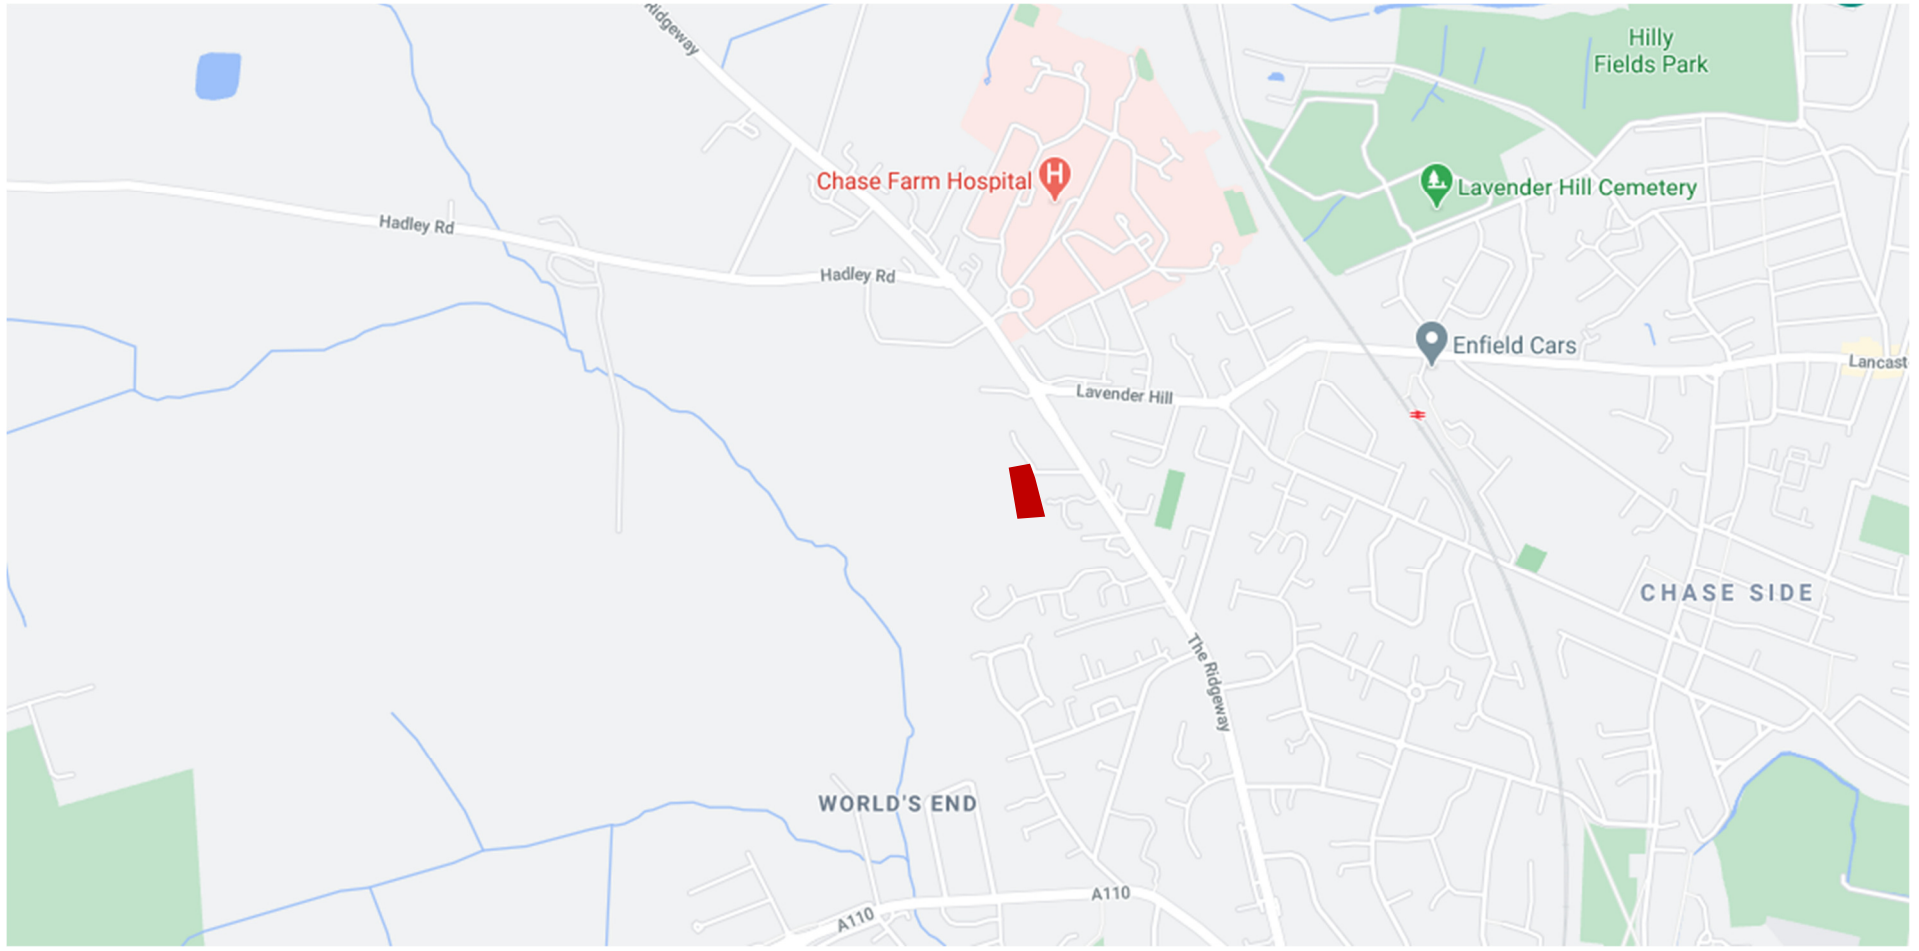 Ridgeway
Hilly
Fields Park
Chase Farm Hospital
H
Lavender Hill Cemetery
Hadley Rd
Hadley Rd
Enfield Cars
Lancast
Lavender Hill
CHASE SIDE
The Ridgeway
WORLD'S END
A110
A110